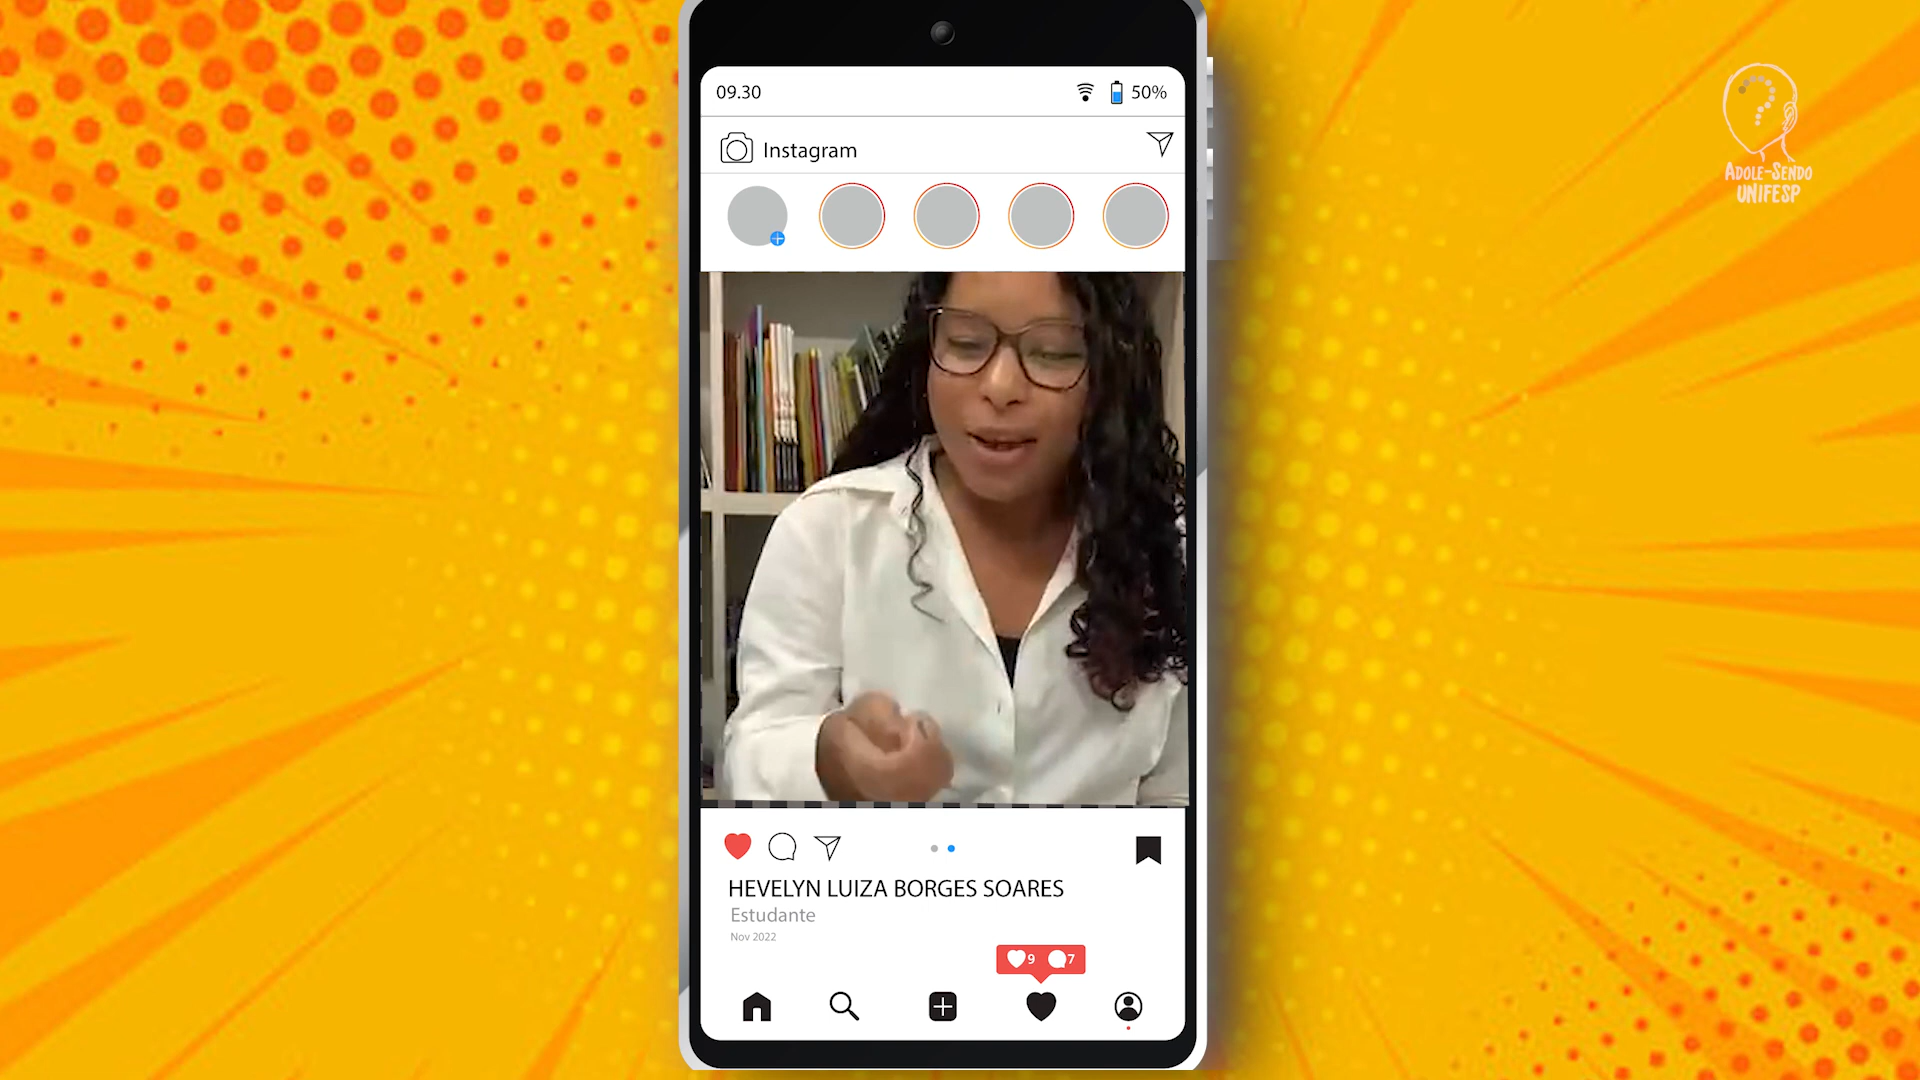 09.30
50%
Instagram
HEVELYN LUIZA BORGES SOARES
Estudante
Nov 2022
9
7
ADOLE-SENDO
UNIFESP